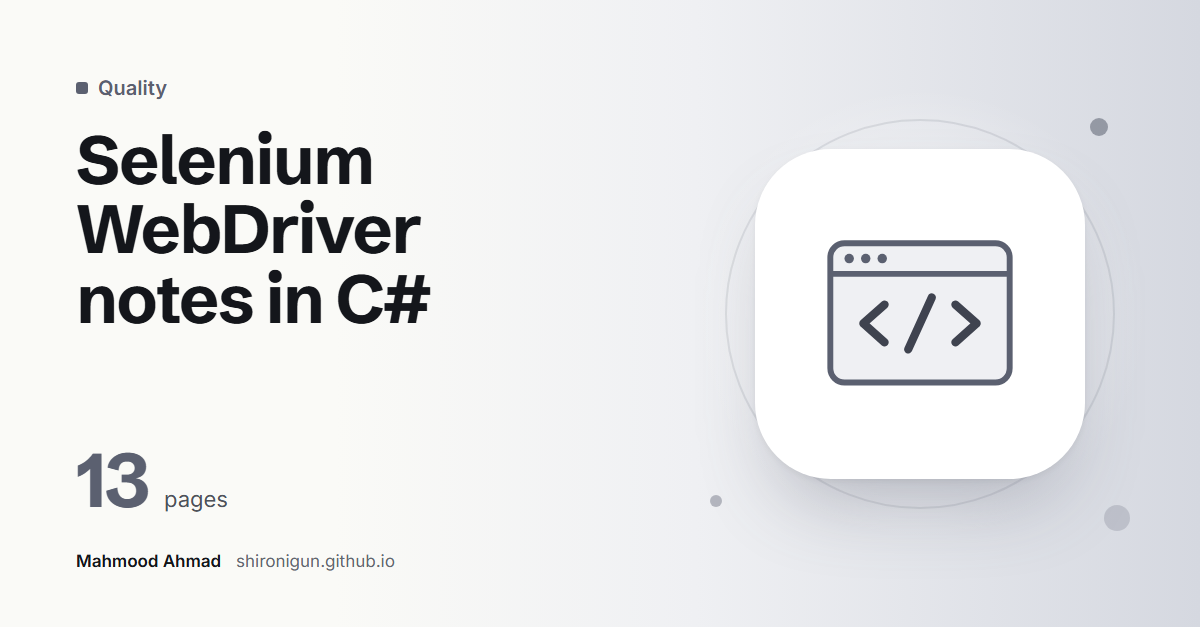 Quality
Selenium
WebDriver
notes in C#
13 pages
Mahmood Ahmad shironigun.github.io